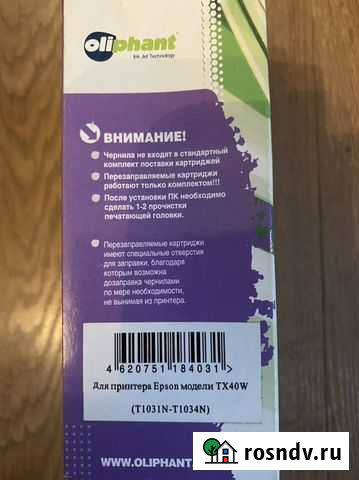 oliphant
Ink Jet Technology
ВНИМАНИЕ!
Чернила не входят в стандартный
комплект поставки картриджей
Перезаправляемые картриджи
работают только комплектом!!!
После установки ПК необходимо
сделать 1-2 прочистки
печатающей головки.
Перезаправляемые картриджи
имеют специальные отверстия
для заправки, благодаря
которым возможна
дозаправка чернилами
по мере необходимости,
не вынимая из принтера.
4 620751 184031 >
Для принтера Epson модели TX40W
(T1031N-T1034N)
WWW.OLIPHANT
rosndv.ru